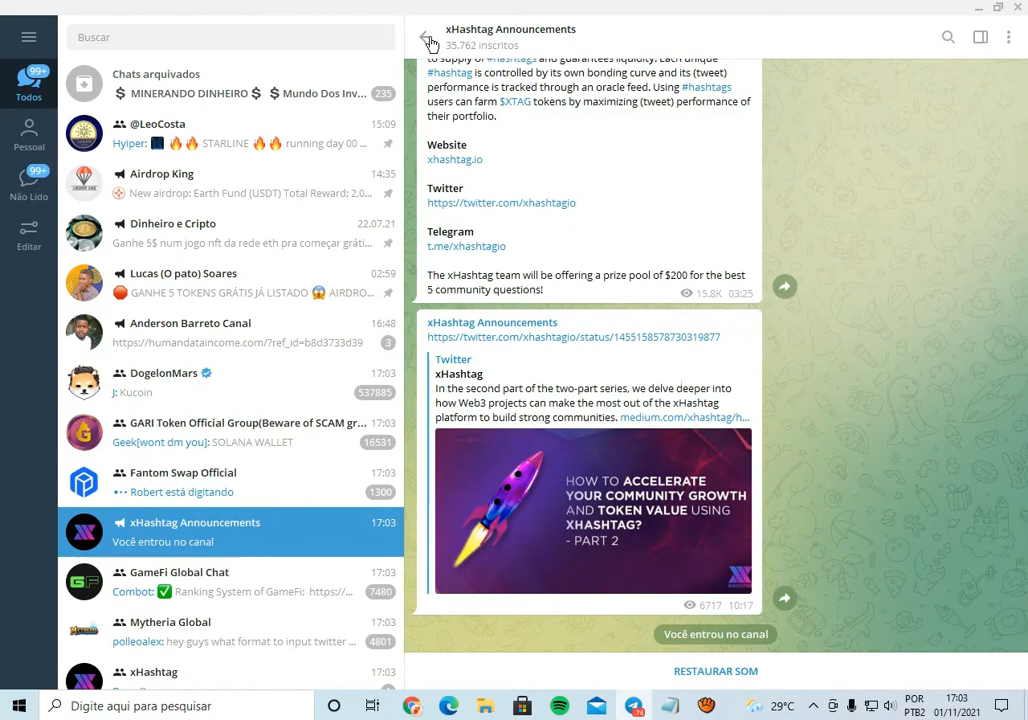 Buscar
99+
Todos
Pessoal
99+
Não Lido
Editar
Chats arquivados
$ MINERANDO DINHEIRO $ $ Mundo Dos Inv...
235
@LeoCosta
15:09
Hyiper: 🔥 🔥 STARLINE 🔥 🔥 running day 00 ...
Airdrop King
14:35
New airdrop: Earth Fund (USDT) Total Reward: 2.0...
Dinheiro e Cripto
22.07.21
Ganhe 5$ num jogo nft da rede eth pra começar gráti...
Lucas (O pato) Soares
02:59
🛑 GANHE 5 TOKENS GRÁTIS JÁ LISTADO 😱 AIRDRO...
Anderson Barreto Canal
16:48
https://humandataincome.com/?ref_id=b8d3733d39
3
DogelonMars
17:03
J: Kucoin
537885
GARI Token Official Group(Beware of SCAM gr...
17:03
Geek[wont dm you]: SOLANA WALLET
16531
Fantom Swap Official
17:03
Robert está digitando
1300
xHashtag Announcements
17:03
Você entrou no canal
GameFi Global Chat
17:03
Combot: ✅ Ranking System of GameFi: https://...
7480
Mytheria Global
17:03
polleoalex: hey guys what format to input twitter ...
4801
xHashtag
17:03
xHashtag Announcements
35.762 inscritos
to supply of #hashtags and guarantees liquidity. Each unique
#hashtag is controlled by its own bonding curve and its (tweet)
performance is tracked through an oracle feed. Using #hashtags
users can farm $XTAG tokens by maximizing (tweet) performance of
their portfolio.
Website
xhashtag.io
Twitter
https://twitter.com/xhashtagio
Telegram
t.me/xhashtagio
The xHashtag team will be offering a prize pool of $200 for the best
5 community questions!
15.8K 03:25
xHashtag Announcements
https://twitter.com/xhashtagio/status/1455158578730319877
Twitter
xHashtag
In the second part of the two-part series, we delve deeper into
how Web3 projects can make the most out of the xHashtag
platform to build strong communities. medium.com/xhashtag/h...
HOW TO ACCELERATE
YOUR COMMUNITY GROWTH
AND TOKEN VALUE USING
XHASHTAG?
- PART 2
6717 10:17
Você entrou no canal
RESTAURAR SOM
Digite aqui para pesquisar
29°C
POR
PTB2
17:03
01/11/2021